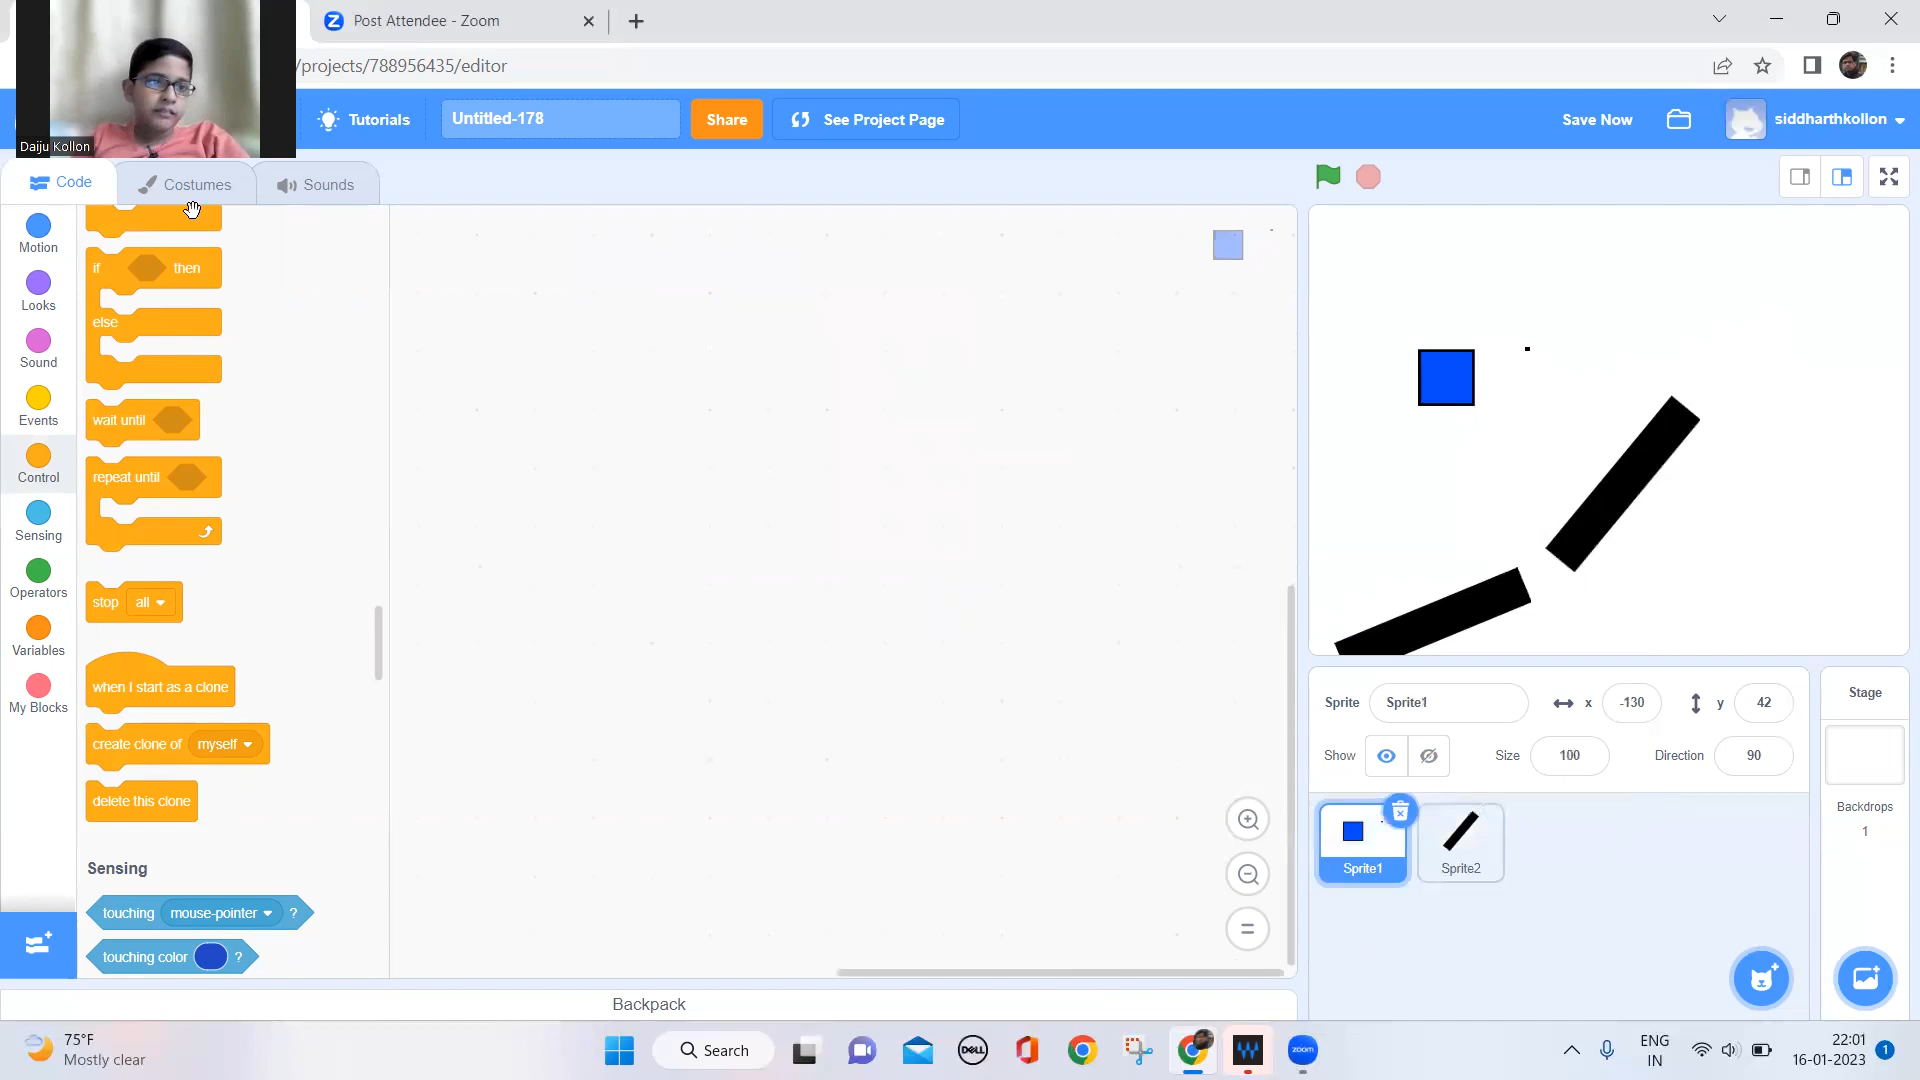 Post Attendee - Zoom
/projects/788956435/editor
Tutorials
Untitled-178
Share
See Project Page
Save Now
siddharthkollon
Daiju Kollon
Code
Costumes
Sounds
Motion
Looks
Sound
Events
Control
Sensing
Operators
Variables
My Blocks
if then
else
wait until
repeat until
stop all
when I start as a clone
create clone of myself
delete this clone
Sensing
touching mouse-pointer ?
touching color ?
Backpack
Sprite Sprite1 x -130 y 42
Show Size 100 Direction 90
Sprite1
Sprite2
Stage
Backdrops
1
75°F
Mostly clear
Search
DELL
zoom
ENG
IN
22:01
16-01-2023
1